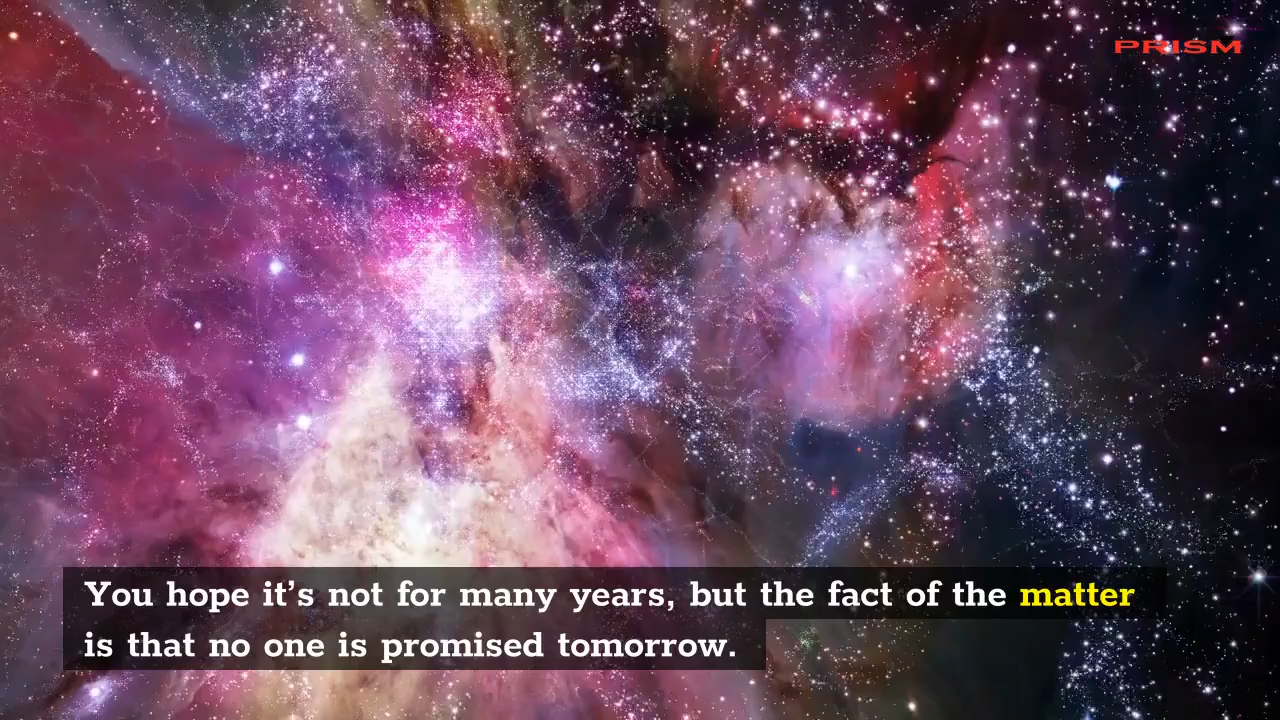 PRISM
You hope it’s not for many years, but the fact of the matter
is that no one is promised tomorrow.